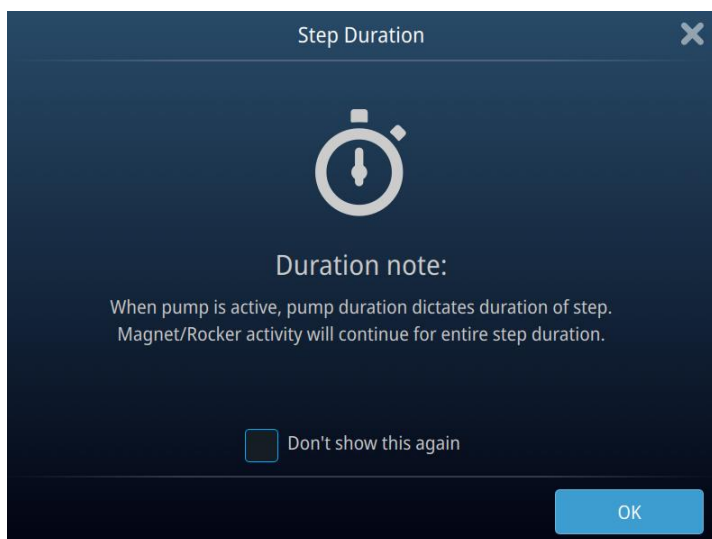 Step Duration
Duration note:
When pump is active, pump duration dictates duration of step.
Magnet/Rocker activity will continue for entire step duration.
Don't show this again
OK